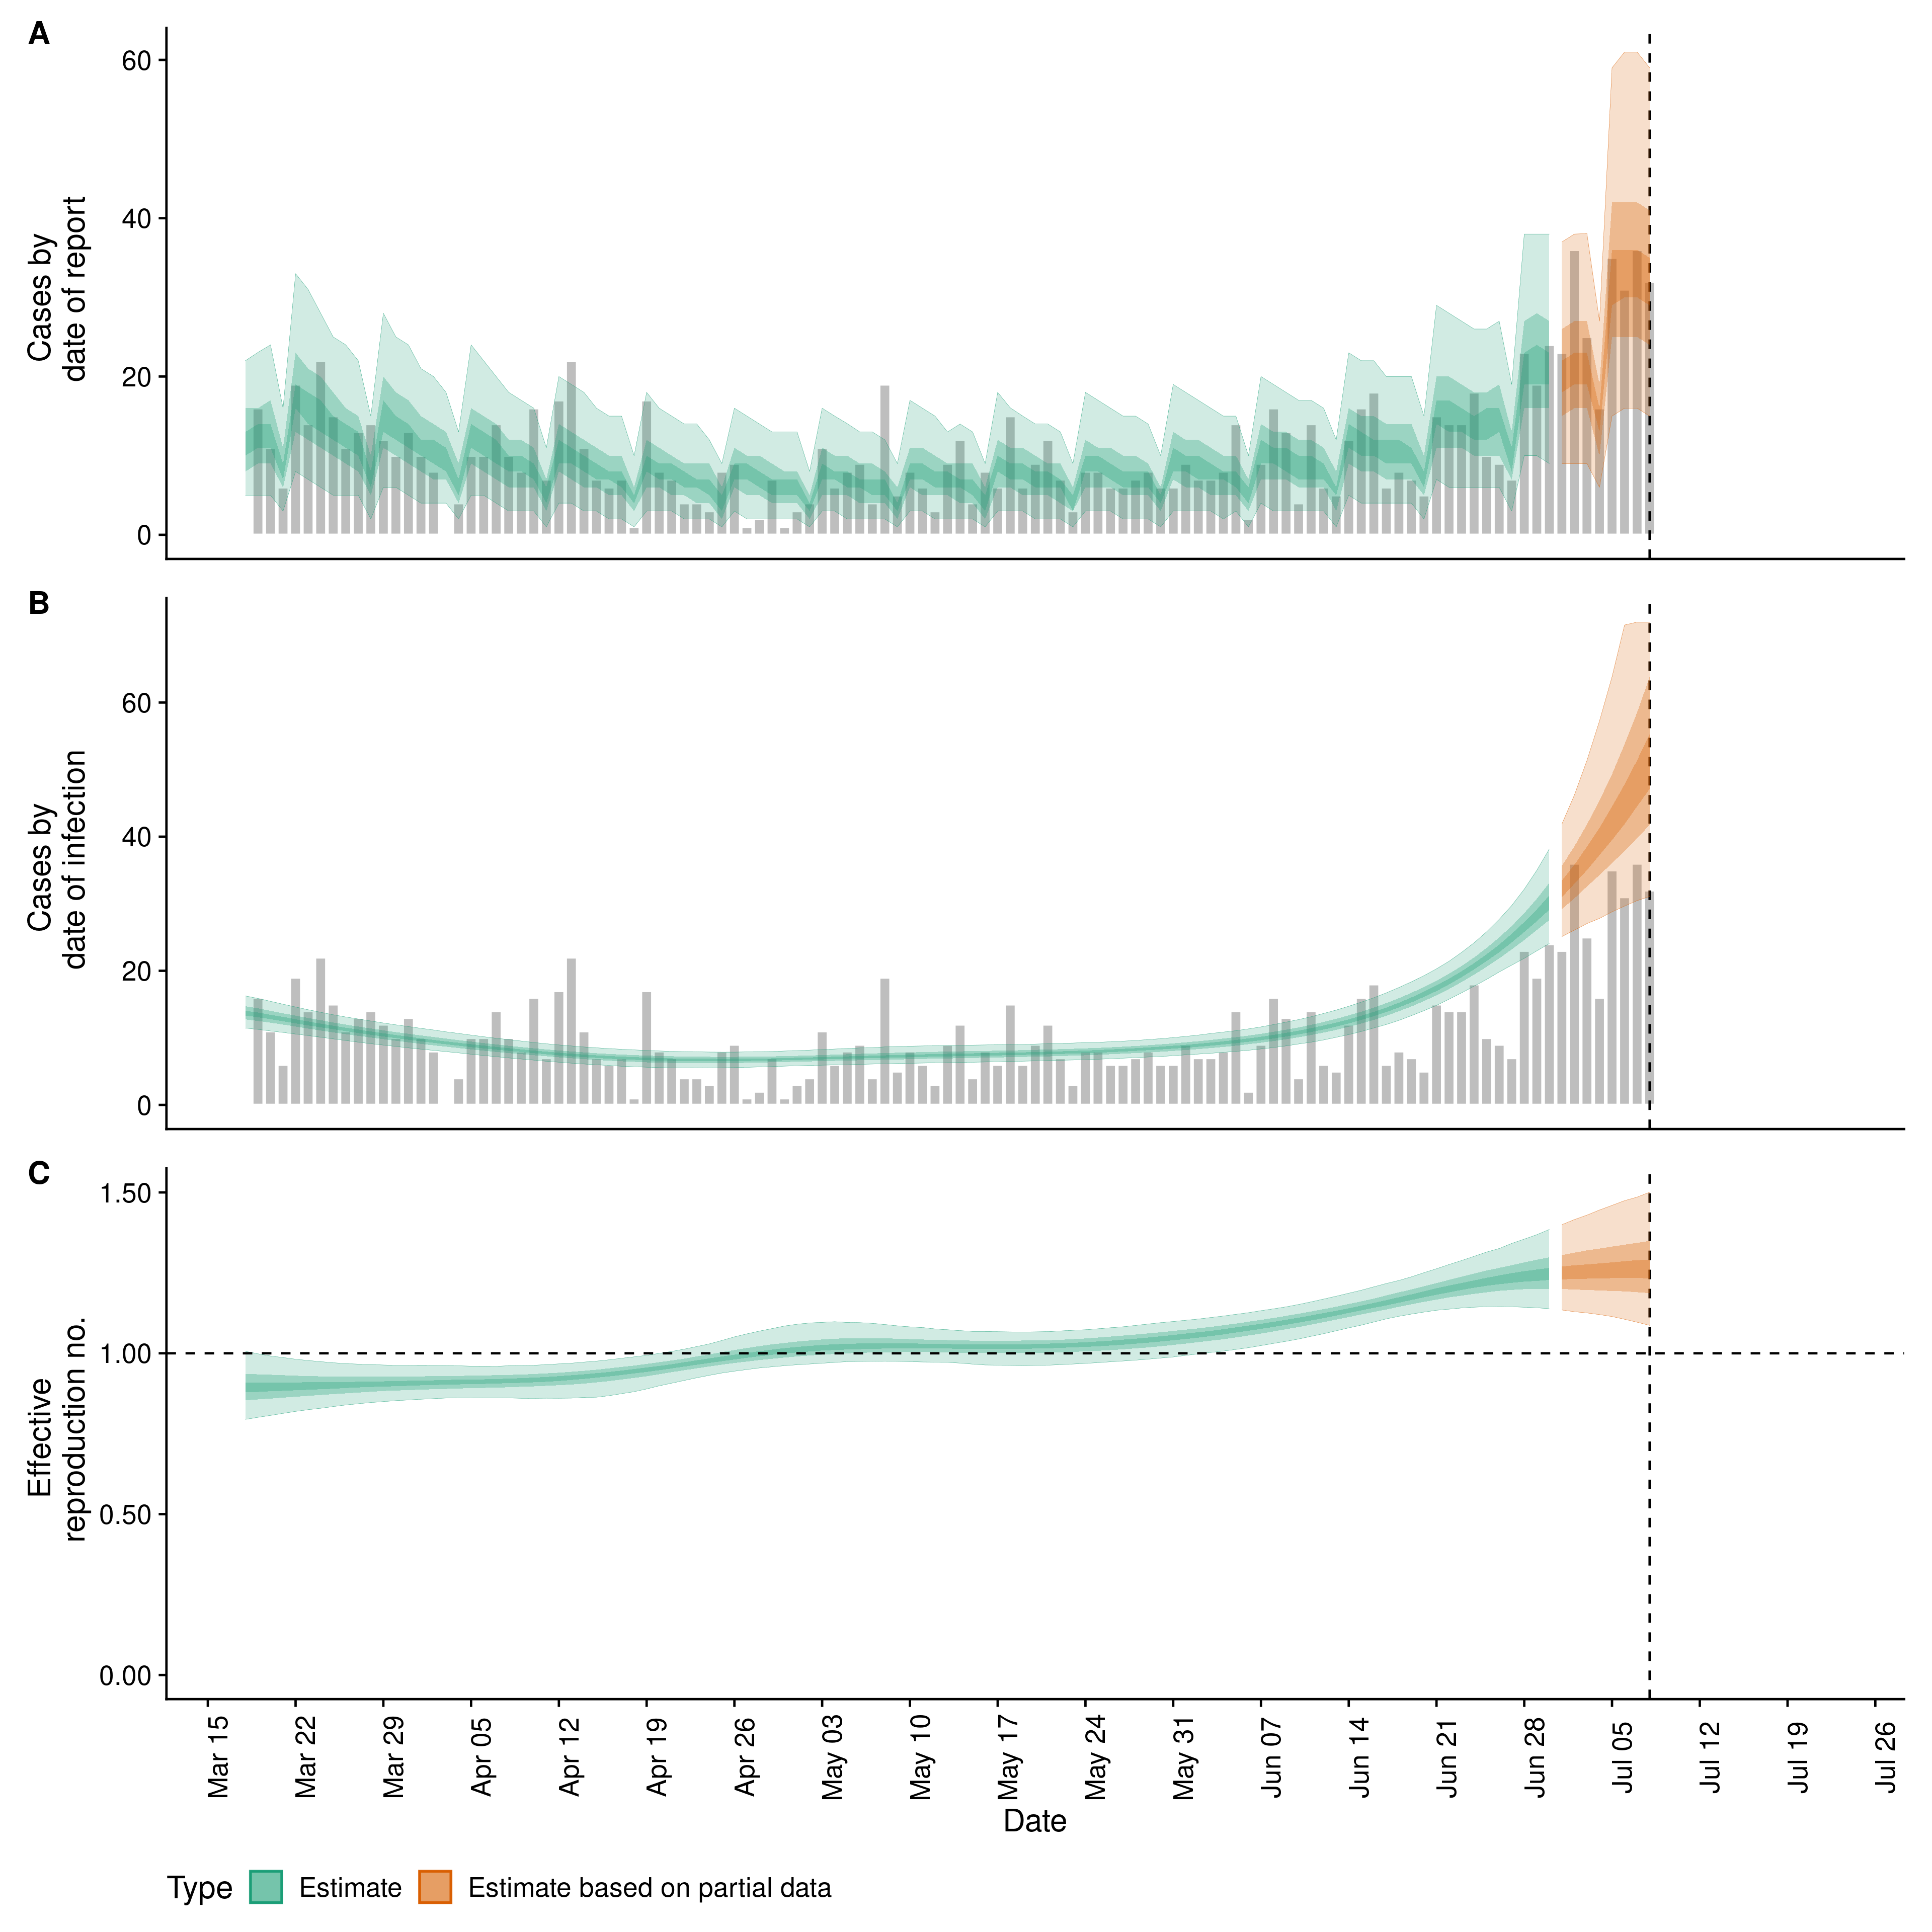 A
60
40
20
0
Cases by
date of report
B
60
40
20
0
Cases by
date of infection
C
1.50
1.00
0.50
0.00
Effective
reproduction no.
Mar 15
Mar 22
Mar 29
Apr 05
Apr 12
Apr 19
Apr 26
May 03
May 10
May 17
May 24
May 31
Jun 07
Jun 14
Jun 21
Jun 28
Jul 05
Jul 12
Jul 19
Jul 26
Date
Type Estimate Estimate based on partial data